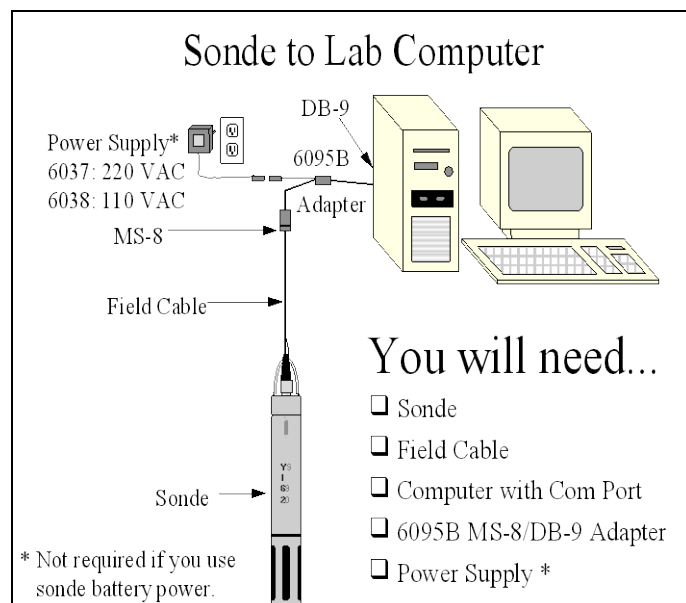 Sonde to Lab Computer
DB-9
Power Supply*
6037: 220 VAC
6038: 110 VAC
6095B
Adapter
MS-8
Field Cable
Sonde
YSI
6920
You will need...
❑ Sonde
❑ Field Cable
❑ Computer with Com Port
❑ 6095B MS-8/DB-9 Adapter
❑ Power Supply *
* Not required if you use
sonde battery power.